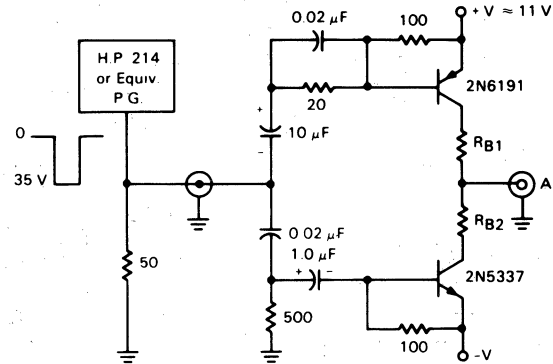 0.02 μF
100
+V ≈ 11 V
H.P. 214
or Equiv.
P.G.
20
2N6191
+
10 μF
-
RB1
0
35 V
A
RB2
0.02 μF
1.0 μF
+
-
50
2N5337
500
100
-V